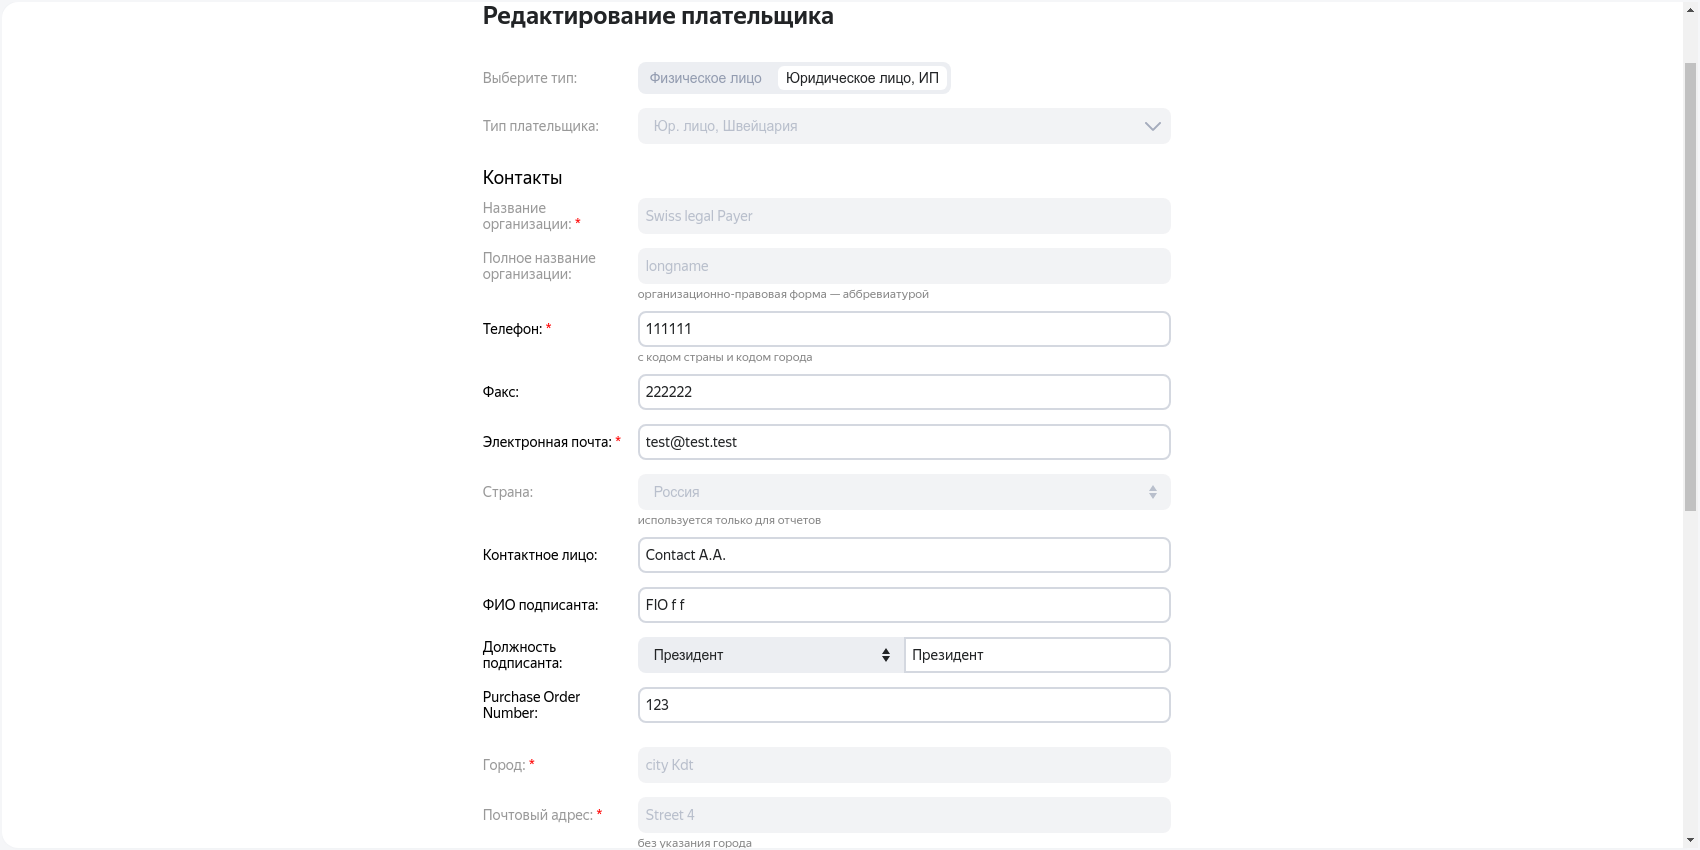 Редактирование плательщика
Выберите тип:
Физическое лицо
Юридическое лицо, ИП
Тип плательщика:
Юр. лицо, Швейцария
Контакты
Название
организации: *
Swiss legal Payer
Полное название
организации:
longname
организационно-правовая форма — аббревиатурой
Телефон: *
111111
с кодом страны и кодом города
Факс:
222222
Электронная почта: *
test@test.test
Страна:
Россия
используется только для отчетов
Контактное лицо:
Contact A.A.
ФИО подписанта:
FIO f f
Должность
подписанта:
Президент
Президент
Purchase Order
Number:
123
Город: *
city Kdt
Почтовый адрес: *
Street 4
без указания города